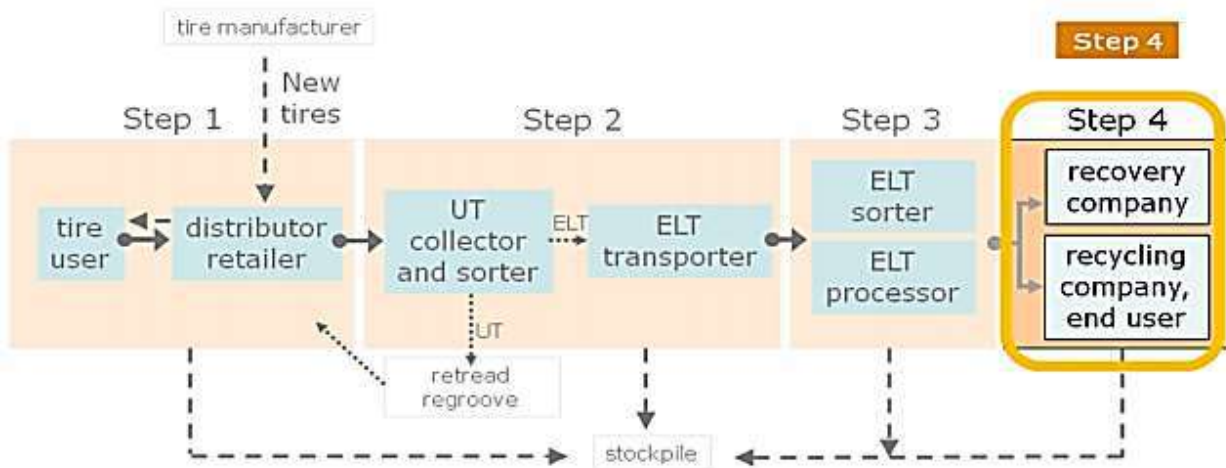 tire manufacturer
Step 4
New
tires
Step 1
Step 2
Step 3
Step 4
tire
user
distributor
retailer
UT
collector
and sorter
ELT
ELT
transporter
ELT
sorter
ELT
processor
recovery
company
recycling
company,
end user
UT
retread
regroove
stockpile